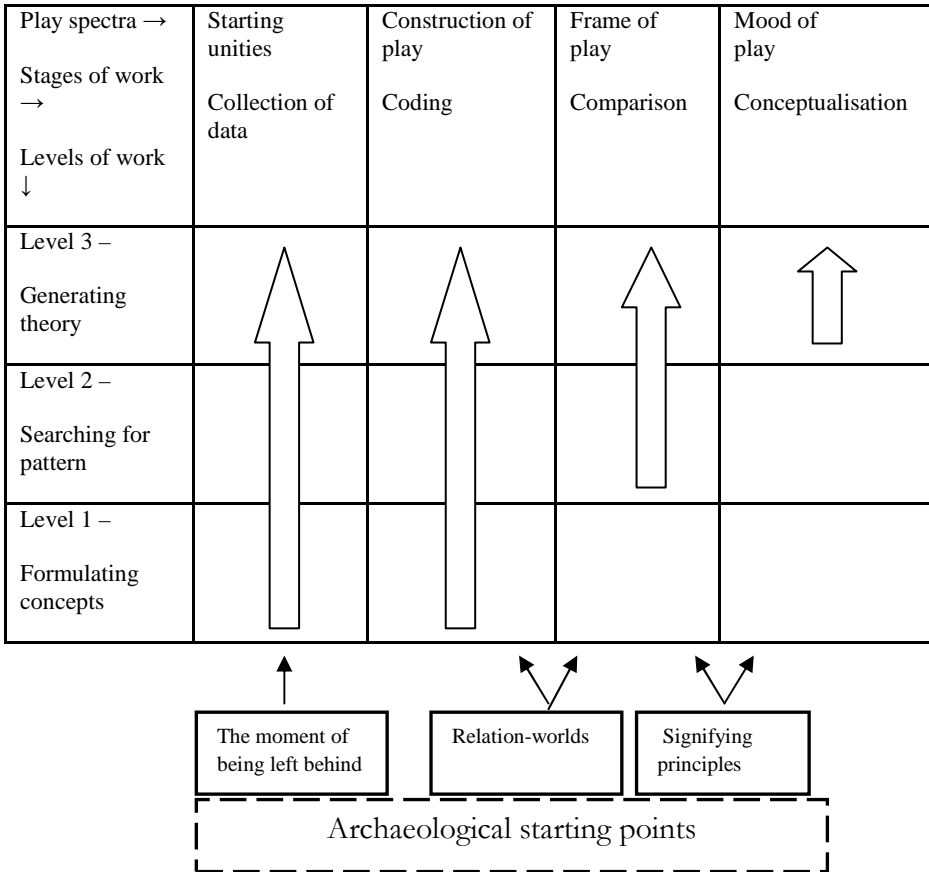 Play spectra →
Stages of work
→
Levels of work
↓
Starting
unities
Collection of
data
Construction of
play
Coding
Frame of
play
Comparison
Mood of
play
Conceptualisation
Level 3 –
Generating
theory
Level 2 –
Searching for
pattern
Level 1 –
Formulating
concepts
The moment of
being left behind
Relation-worlds
Signifying
principles
Archaeological starting points